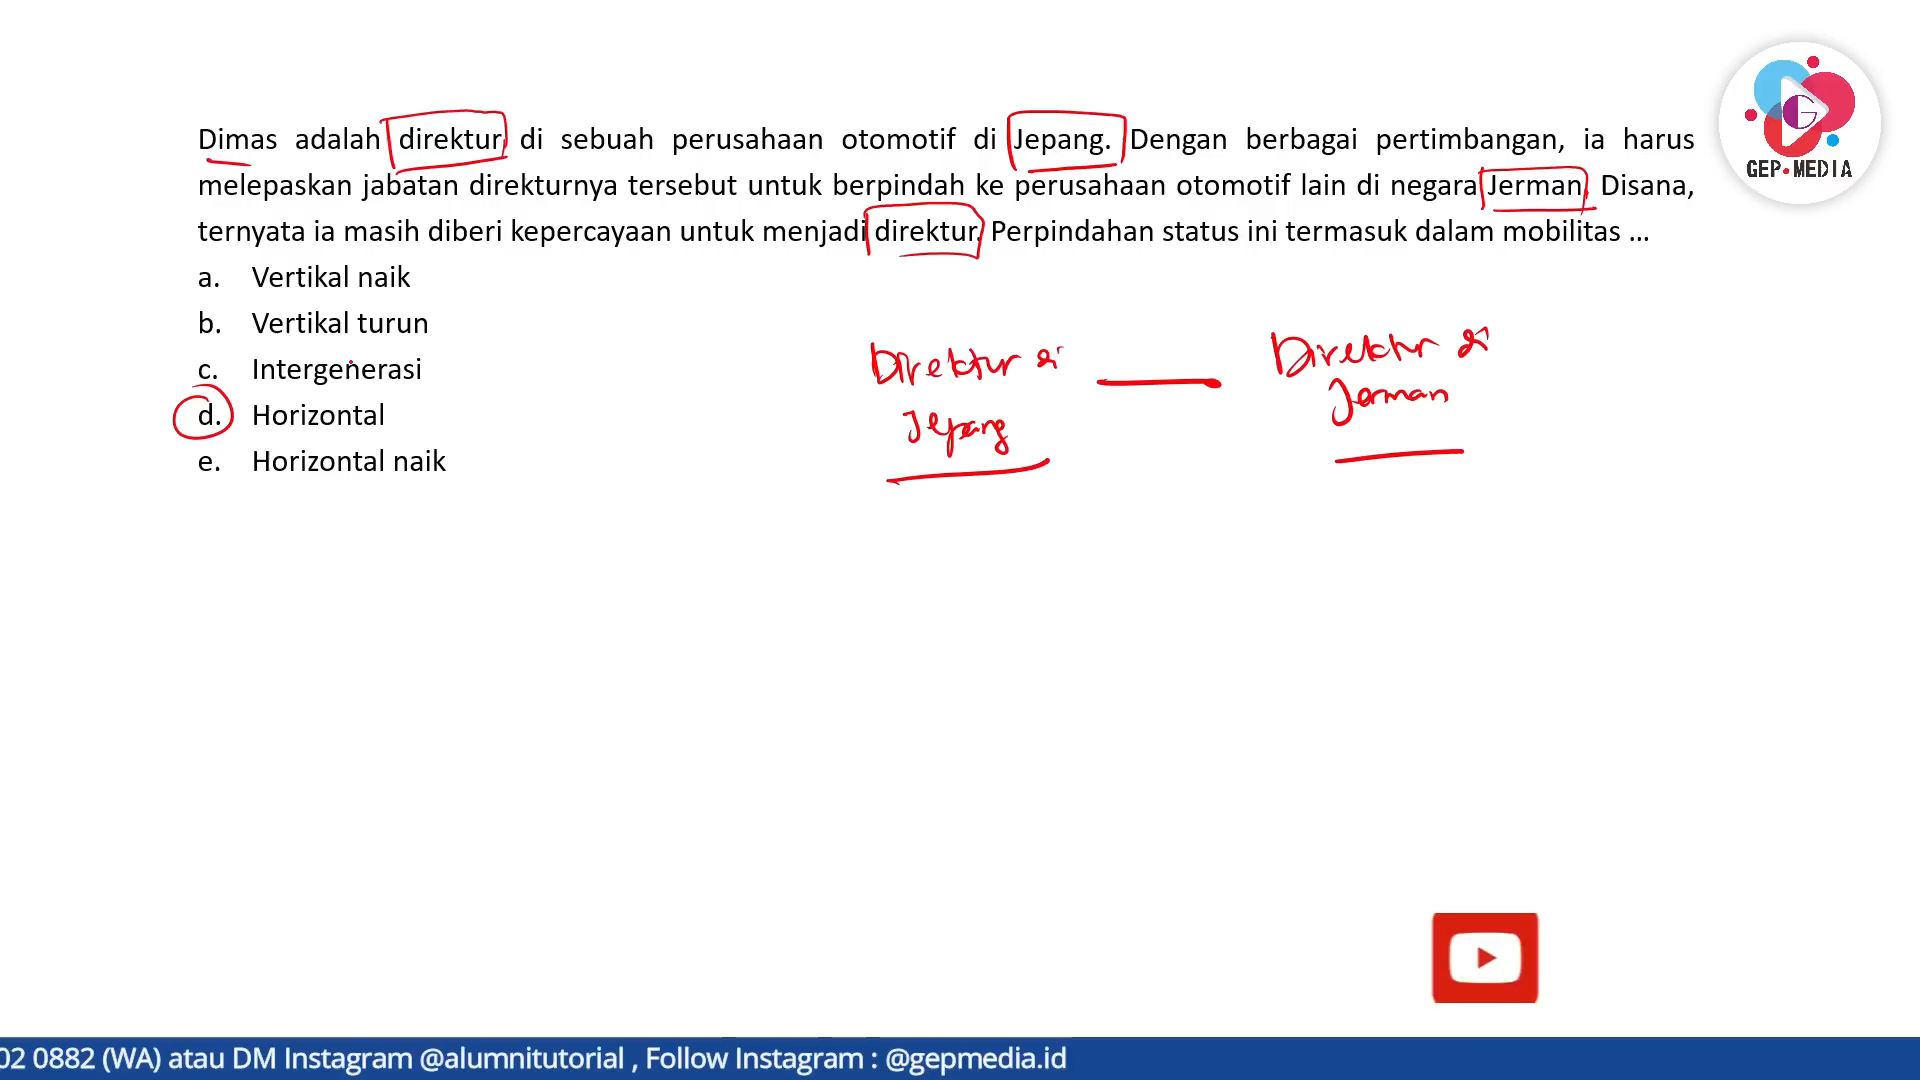 Dimas adalah direktur di sebuah perusahaan otomotif di Jepang. Dengan berbagai pertimbangan, ia harus
melepaskan jabatan direkturnya tersebut untuk berpindah ke perusahaan otomotif lain di negara Jerman. Disana,
ternyata ia masih diberi kepercayaan untuk menjadi direktur. Perpindahan status ini termasuk dalam mobilitas ...
a. Vertikal naik
b. Vertikal turun
c. Intergenerasi
d. Horizontal
e. Horizontal naik
Direktur di
Jepang
Direktur di
Jerman
G
GEP•MEDIA
02 0882 (WA) atau DM Instagram @alumnitutorial , Follow Instagram : @gepmedia.id